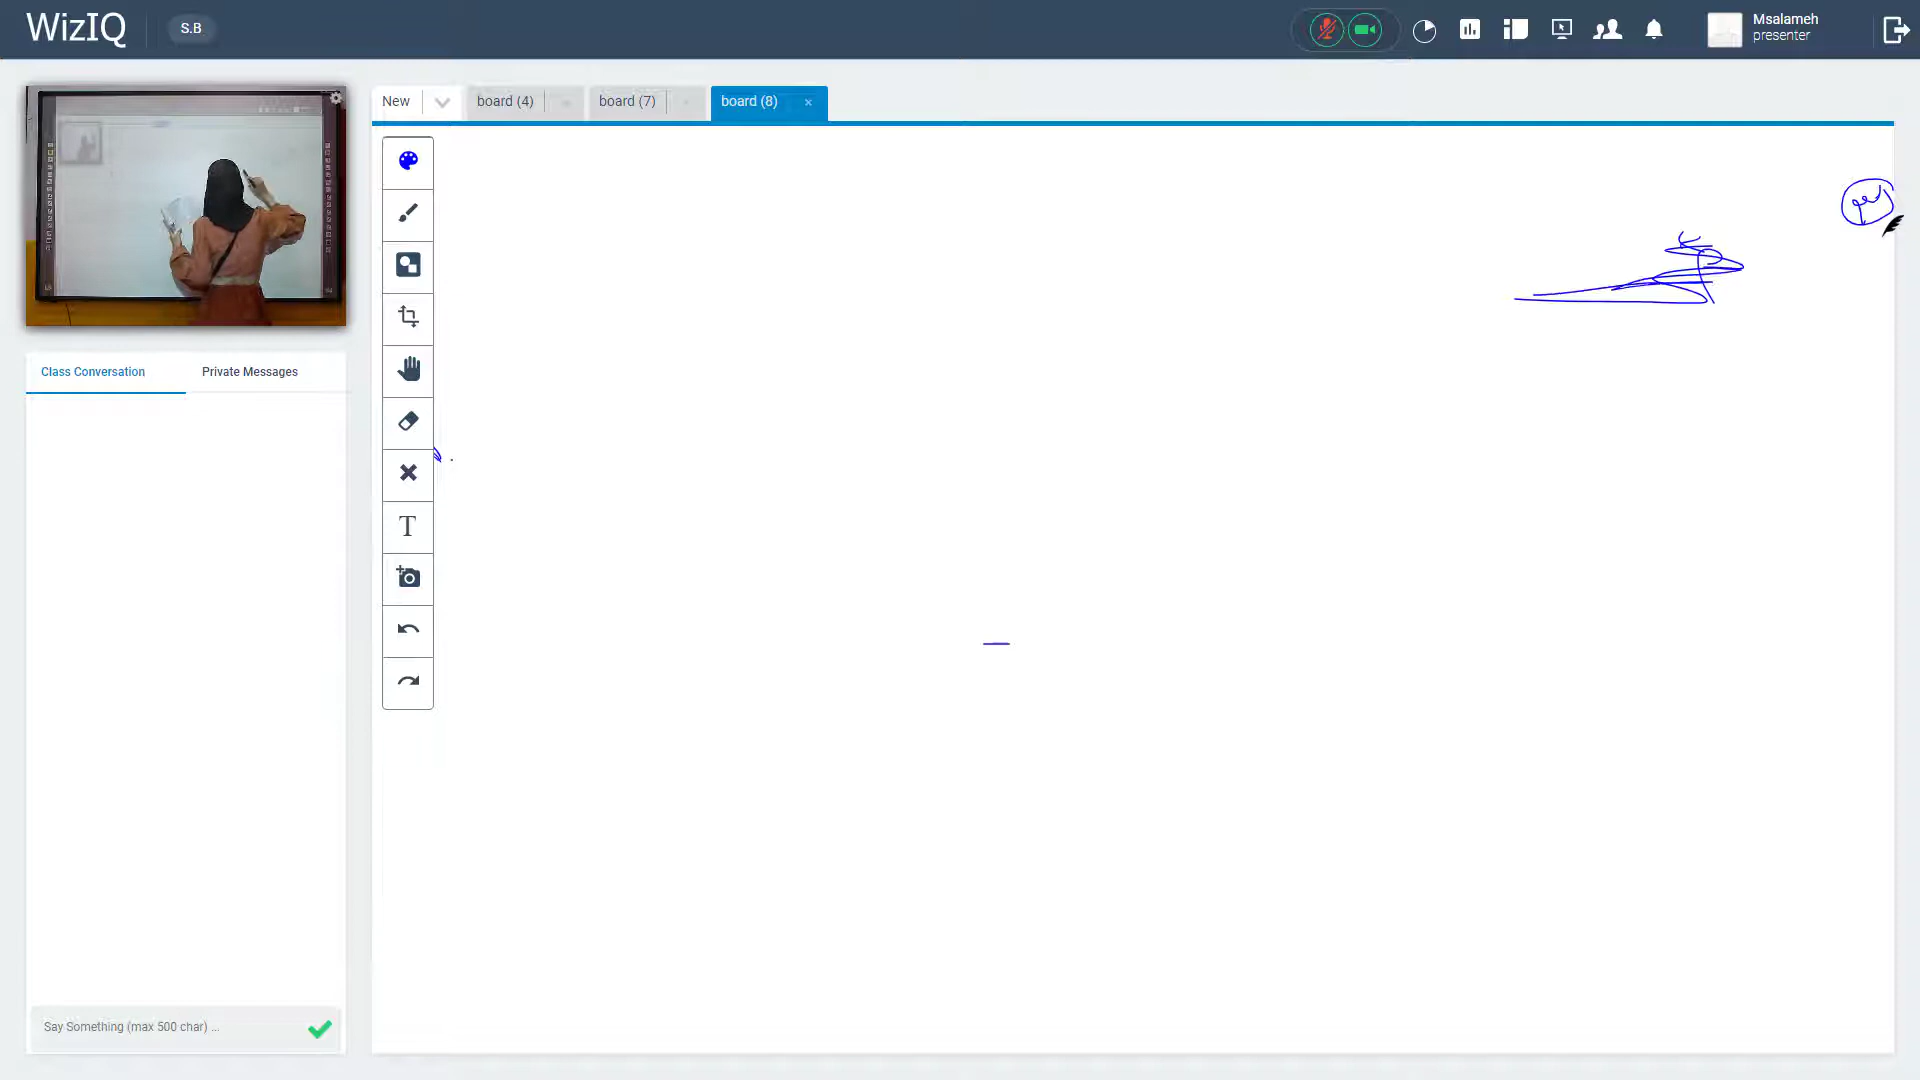 WizIQ
S.B
Msalameh
presenter
New
board (4)
board (7)
board (8)
Class Conversation
Private Messages
T
Say Something (max 500 char) ...